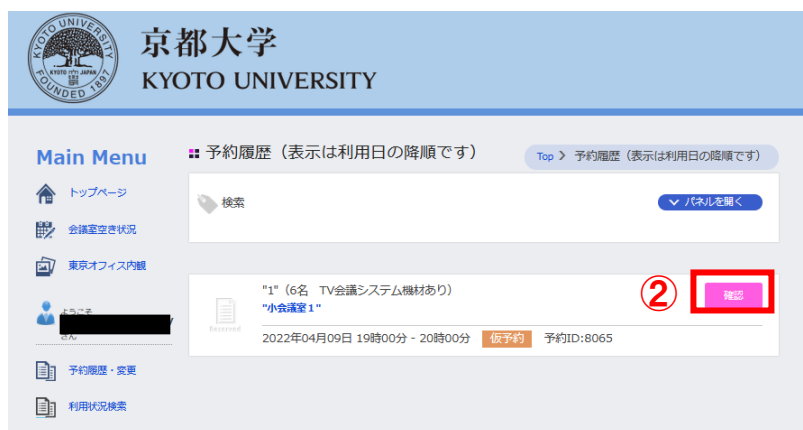 KYOTO UNIVERSITY
FOUNDED 1897
京都大学
KYOTO UNIVERSITY
Main Menu
トップページ
会議室空き状況
東京オフィス内観
ようこそ
さん
予約履歴・変更
利用状況検索
予約履歴（表示は利用日の降順です）
Top 》 予約履歴（表示は利用日の降順です）
検索
パネルを開く
"1"（6名　TV会議システム機材あり）
"小会議室1"
②
確認
Reserved
2022年04月09日 19時00分 - 20時00分 仮予約 予約ID:8065